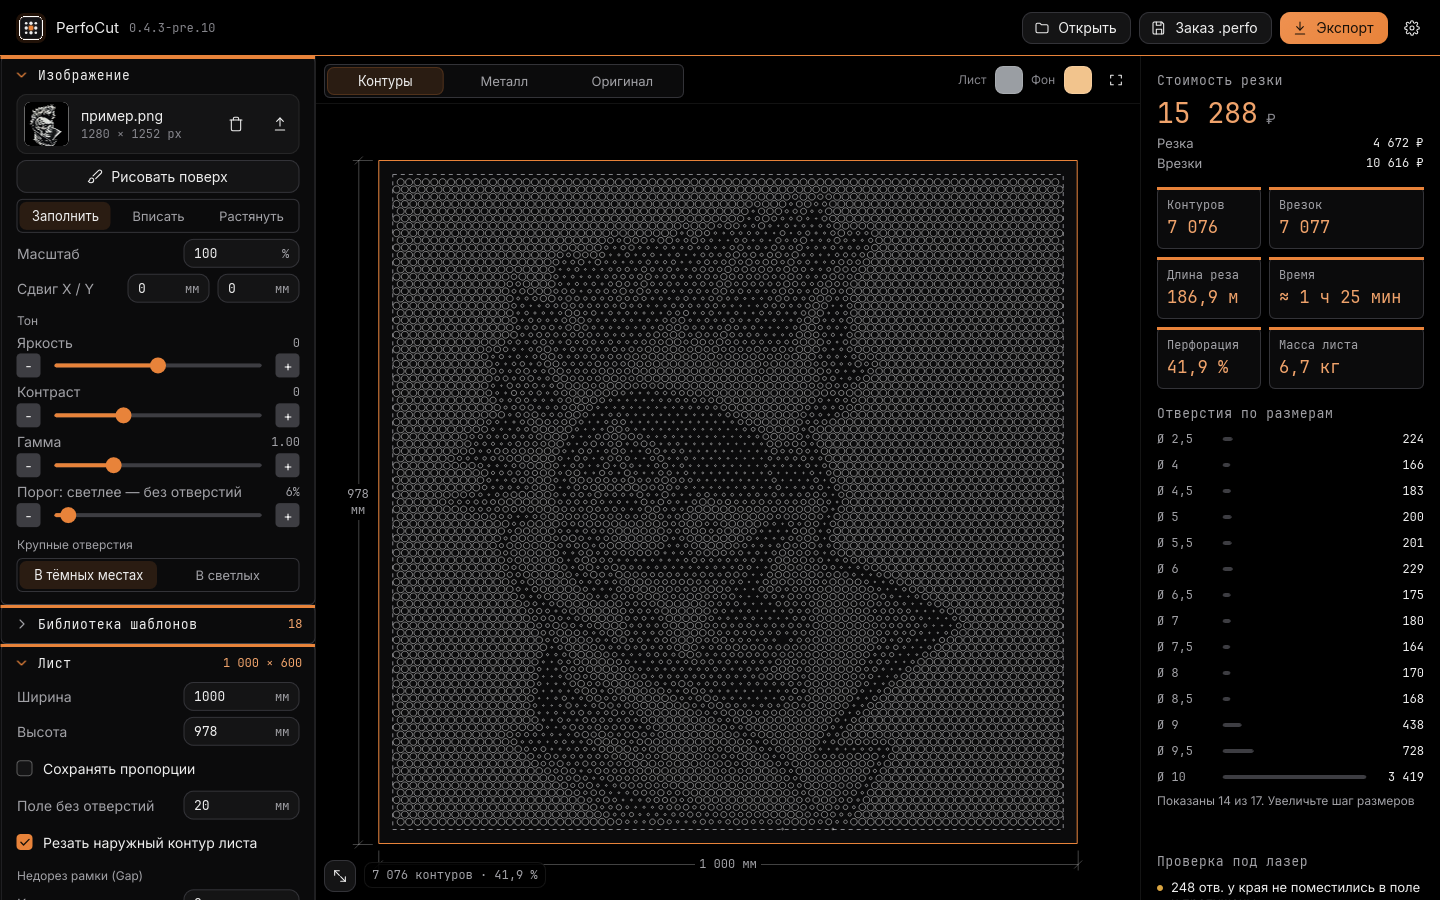 PerfoCut 0.4.3-pre.10
Открыть
Заказ .perfo
Экспорт
Изображение
пример.png
1280 × 1252 px
Рисовать поверх
Заполнить Вписать Растянуть
Масштаб 100 %
Сдвиг X / Y 0 мм 0 мм
Тон
Яркость 0
- +
Контраст 0
- +
Гамма 1.00
- +
Порог: светлее — без отверстий 6%
- +
Крупные отверстия
В тёмных местах В светлых
Библиотека шаблонов 18
Лист 1 000 × 600
Ширина 1000 мм
Высота 978 мм
Сохранять пропорции
Поле без отверстий 20 мм
Резать наружный контур листа
Недорез рамки (Gap)
Контуры Металл Оригинал
Лист Фон
978
мм
1 000 мм
7 076 контуров · 41,9 %
Стоимость резки
15 288 ₽
Резка 4 672 ₽
Врезки 10 616 ₽
Контуров
7 076
Врезок
7 077
Длина реза
186,9 м
Время
≈ 1 ч 25 мин
Перфорация
41,9 %
Масса листа
6,7 кг
Отверстия по размерам
Ø 2,5 224
Ø 4 166
Ø 4,5 183
Ø 5 200
Ø 5,5 201
Ø 6 229
Ø 6,5 175
Ø 7 180
Ø 7,5 164
Ø 8 170
Ø 8,5 168
Ø 9 438
Ø 9,5 728
Ø 10 3 419
Показаны 14 из 17. Увеличьте шаг размеров
Проверка под лазер
248 отв. у края не поместились в поле